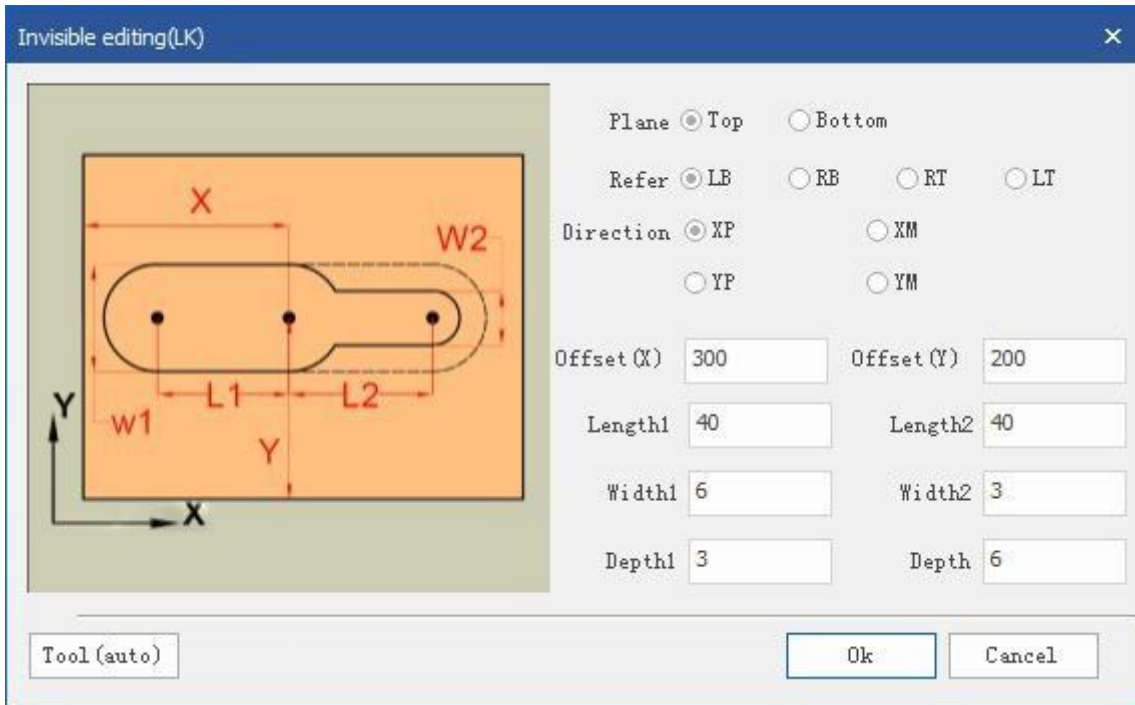 Invisible editing(LK)
X
W2
L1
L2
w1
Y
Y
X
Plane Top Bottom
Refer LB RB RT LT
Direction XP XM
YP YM
Offset(X) 300 Offset(Y) 200
Length1 40 Length2 40
Width1 6 Width2 3
Depth1 3 Depth 6
Tool(auto) Ok Cancel